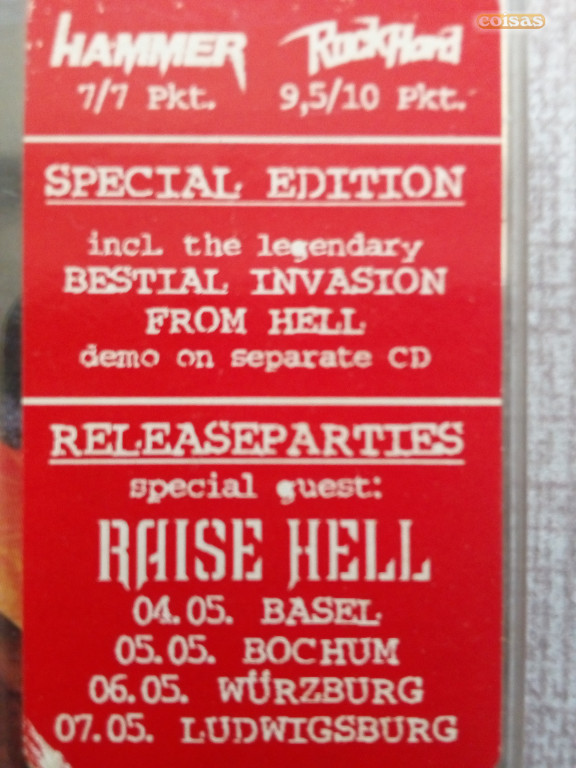 coisas
HAMMER RockHard
7/7 Pkt. 9,5/10 Pkt.
SPECIAL EDITION
incl. the legendary
BESTIAL INVASION
FROM HELL
demo on separate CD
RELEASEPARTIES
special guest:
RAISE HELL
04.05. BASEL
05.05. BOCHUM
06.05. WÜRZBURG
07.05. LUDWIGSBURG